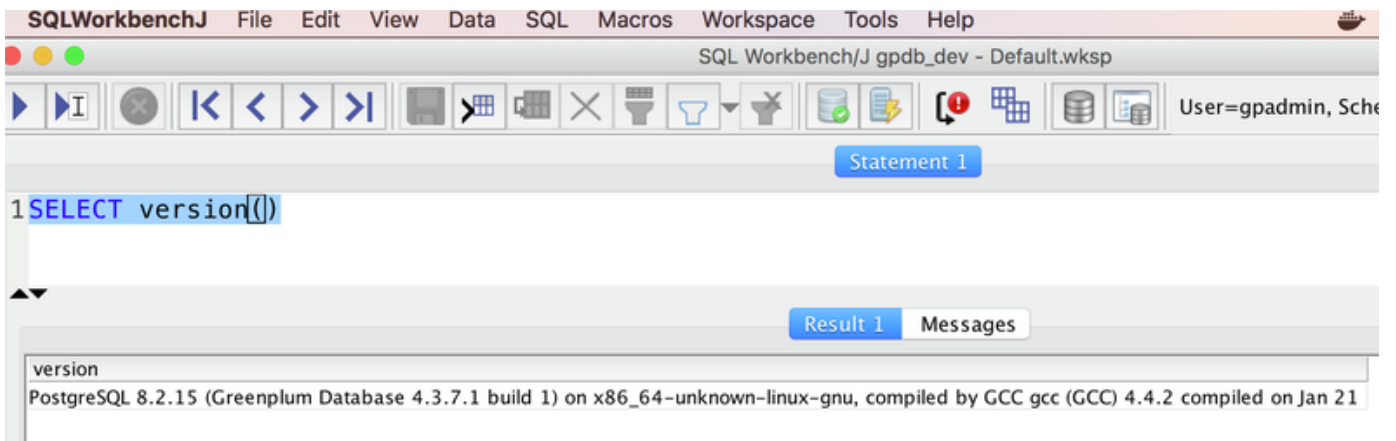 SQLWorkbenchJ File Edit View Data SQL Macros Workspace Tools Help
SQL Workbench/J gpdb_dev - Default.wksp
User=gpadmin, Sche
Statement 1
1 SELECT version()
Result 1 Messages
version
PostgreSQL 8.2.15 (Greenplum Database 4.3.7.1 build 1) on x86_64-unknown-linux-gnu, compiled by GCC gcc (GCC) 4.4.2 compiled on Jan 21